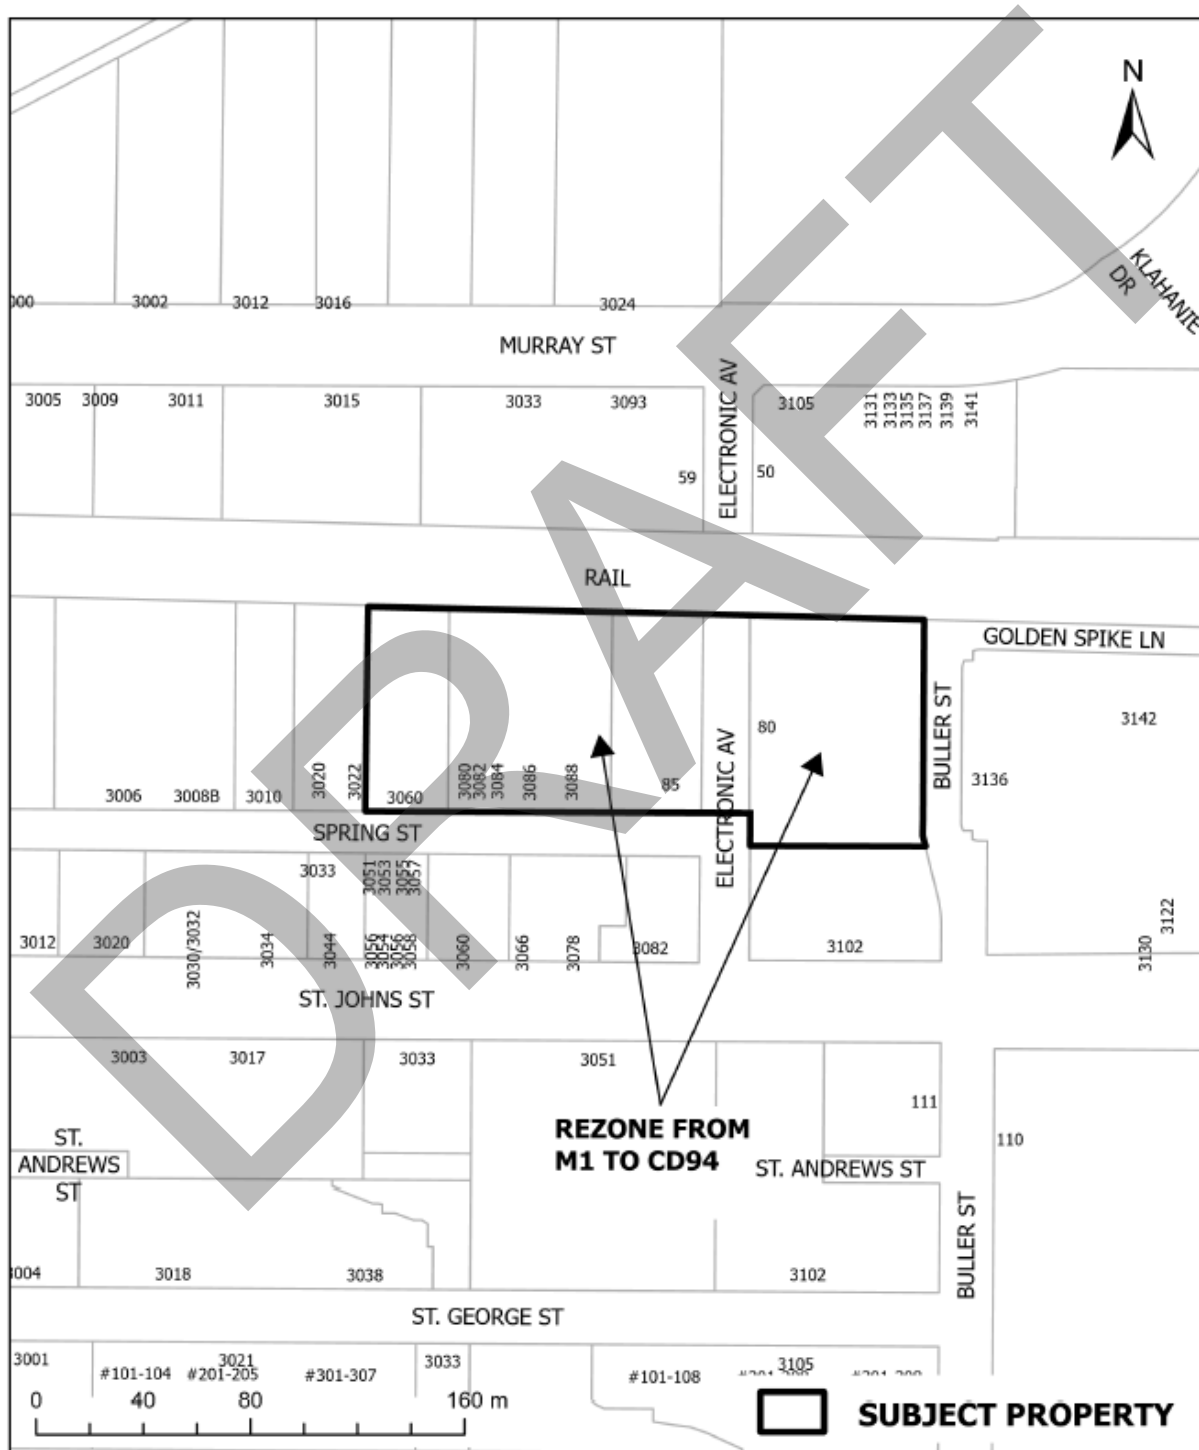 N
KLAHANIE
DR
000 3002 3012 3016 3024
MURRAY ST
3005 3009 3011 3015 3033 3093 3105 3131 3133 3135 3137 3139 3141
ELECTRONIC AV
59 50
RAIL
GOLDEN SPIKE LN
BULLER ST
3142
80
3136
3006 3008B 3010 3020 3022 3060 3080 3082 3084 3086 3088 85
ELECTRONIC AV
SPRING ST
3033 3051 3053 3055 3057
3012 3020 3030/3032 3034 3044 3056 3054 3056 3058 3060 3066 3078 3082 3102 3130 3122
ST. JOHNS ST
3003 3017 3033 3051
111
110
REZONE FROM
M1 TO CD94
ST.
ANDREWS
ST
ST. ANDREWS ST
BULLER ST
3004 3018 3038 3102
ST. GEORGE ST
3001 3021 3033 3105
#101-104 #201-205 #301-307 #101-108
0 40 80 160 m
SUBJECT PROPERTY
DRAFT